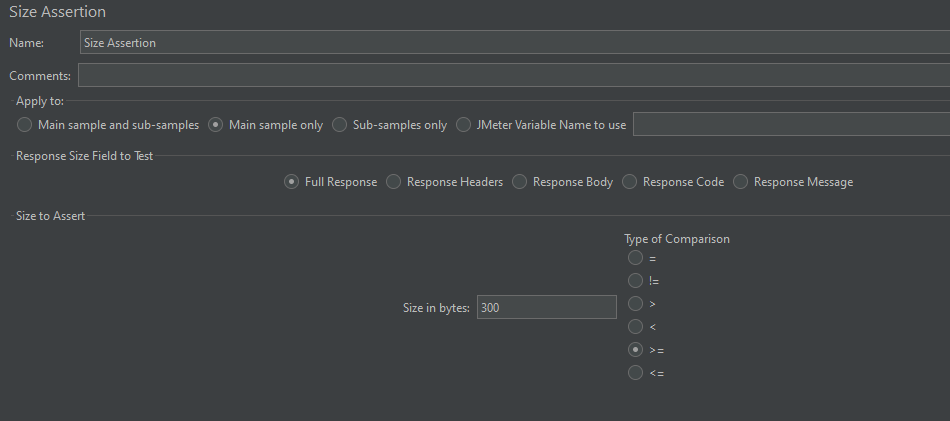 Size Assertion
Name: Size Assertion
Comments:
Apply to:
Main sample and sub-samples Main sample only Sub-samples only JMeter Variable Name to use
Response Size Field to Test
Full Response Response Headers Response Body Response Code Response Message
Size to Assert
Type of Comparison
=
!=
>
Size in bytes: 300
<
>=
<=